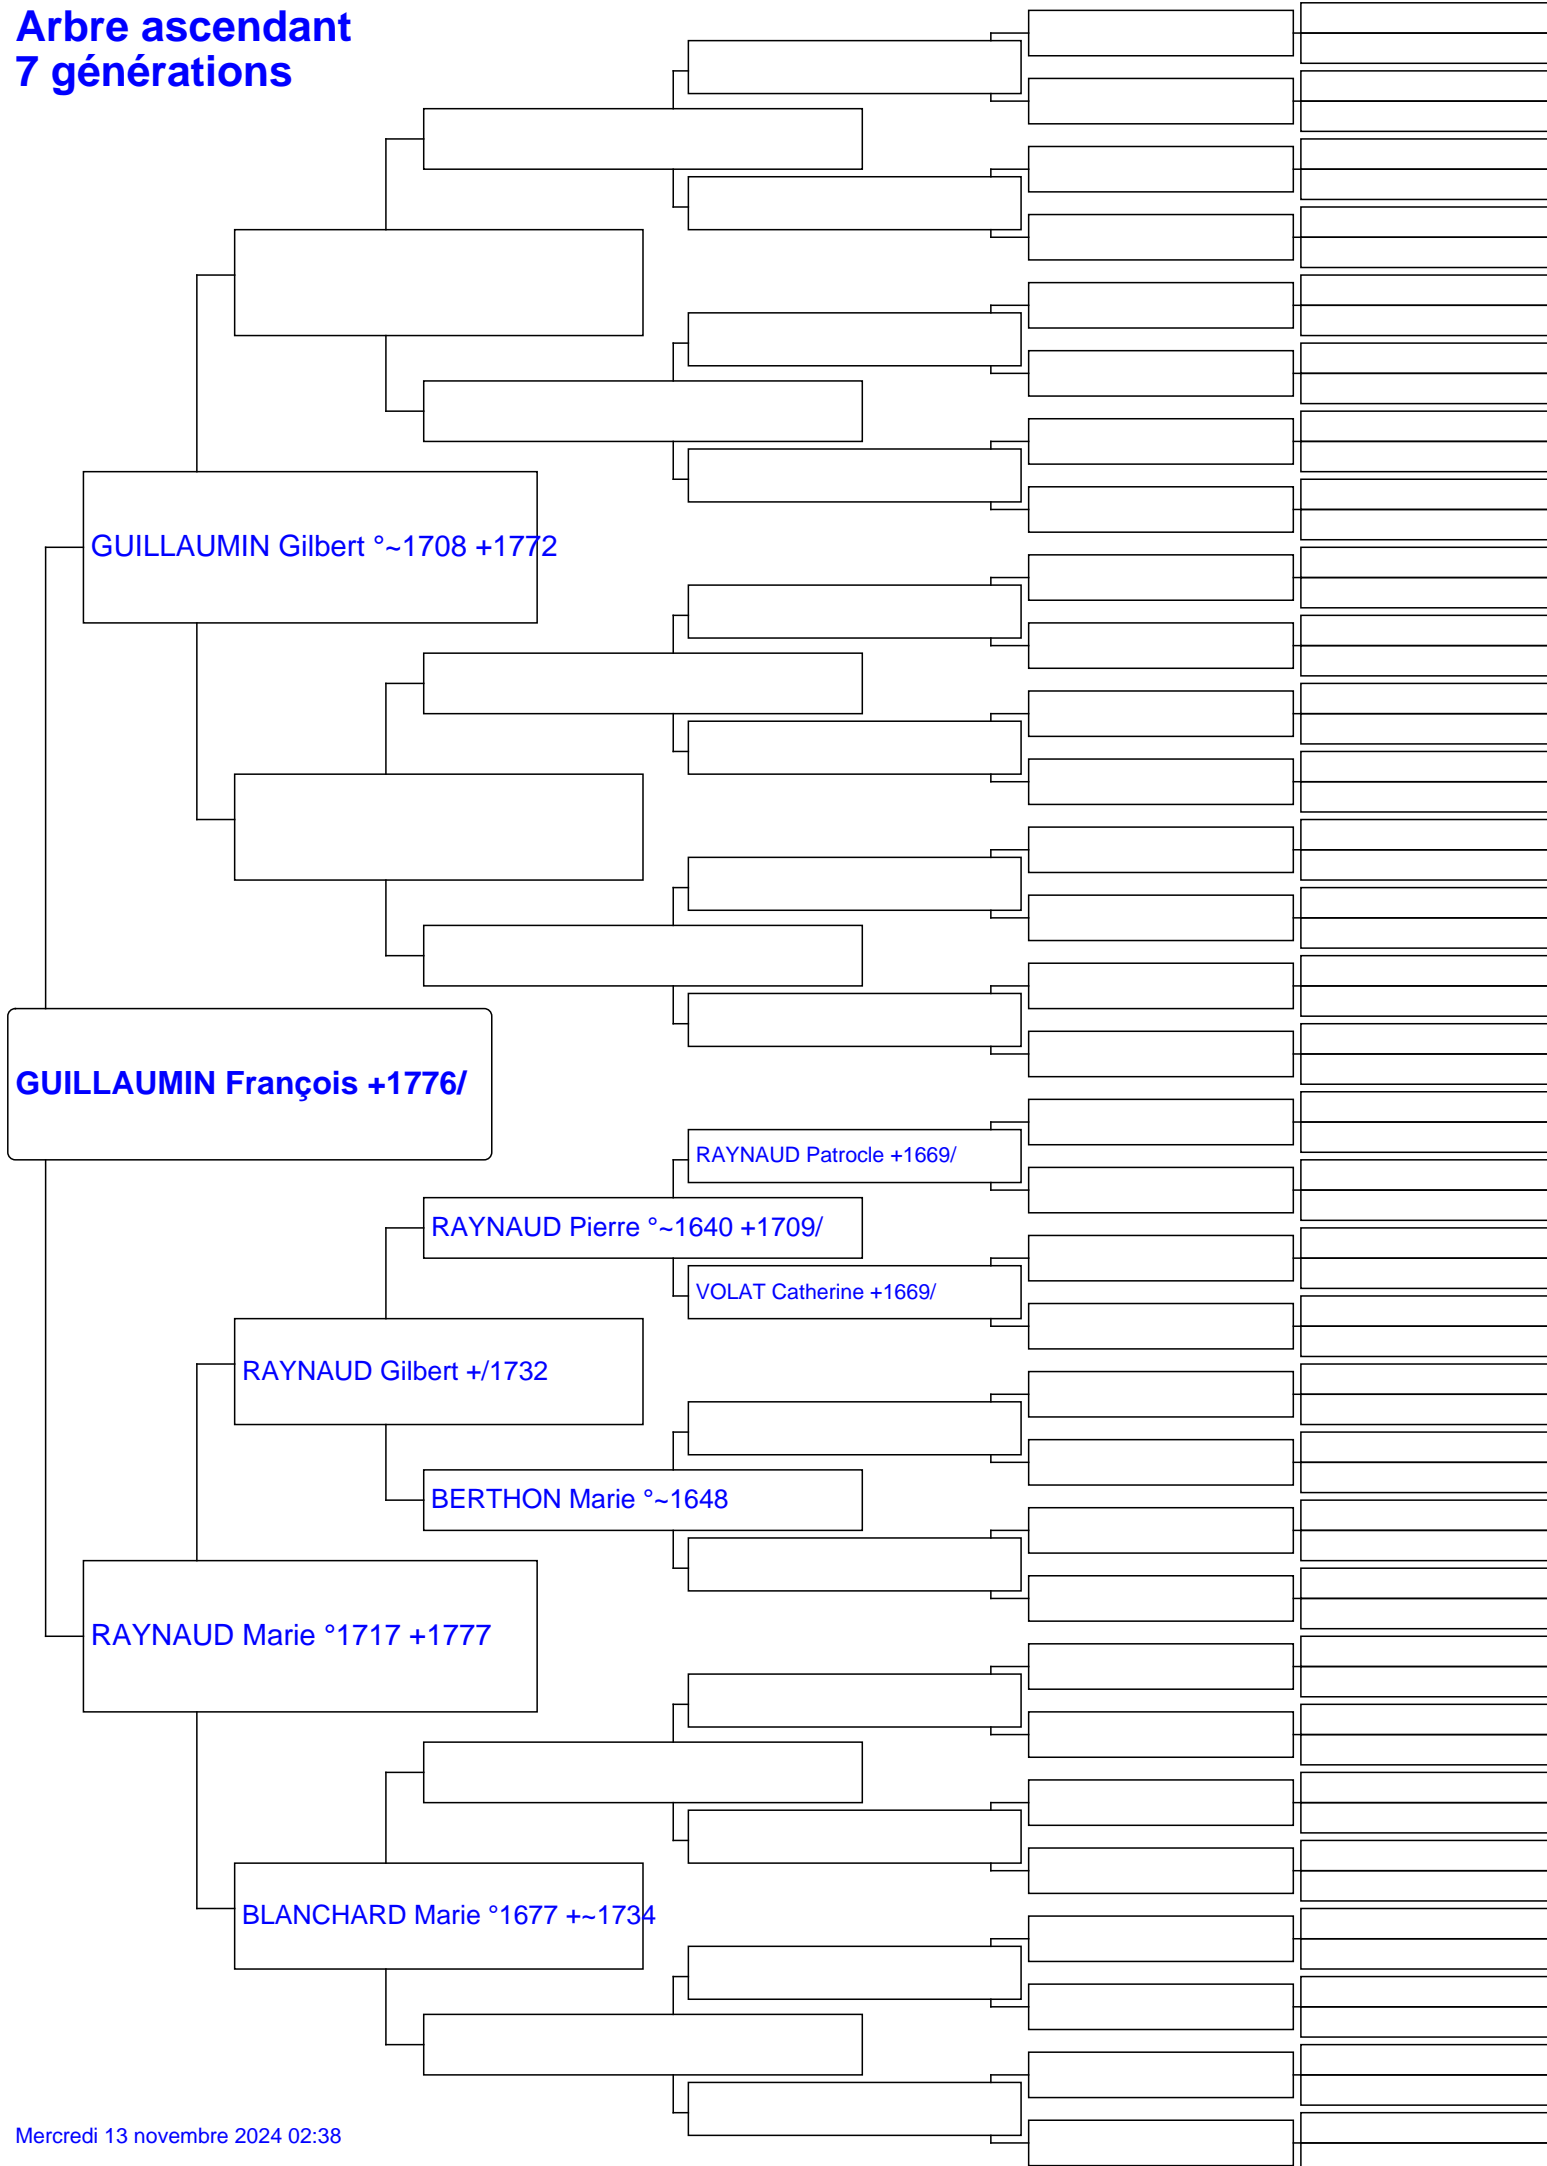 Arbre ascendant
7 générations
GUILLAUMIN Gilbert °~1708 +1772
GUILLAUMIN François +1776/
RAYNAUD Patrocle +1669/
RAYNAUD Pierre °~1640 +1709/
VOLAT Catherine +1669/
RAYNAUD Gilbert +/1732
BERTHON Marie °~1648
RAYNAUD Marie °1717 +1777
BLANCHARD Marie °1677 +~1734
Mercredi 13 novembre 2024 02:38